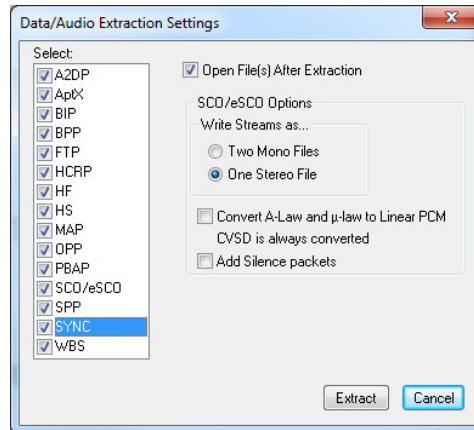 Data/Audio Extraction Settings
Select:
A2DP
AptX
BIP
BPP
FTP
HCRP
HF
HS
MAP
OPP
PBAP
SCO/eSCO
SPP
SYNC
WBS
Open File(s) After Extraction
SCO/eSCO Options
Write Streams as...
Two Mono Files
One Stereo File
Convert A-Law and µ-law to Linear PCM
CVSD is always converted
Add Silence packets
Extract
Cancel